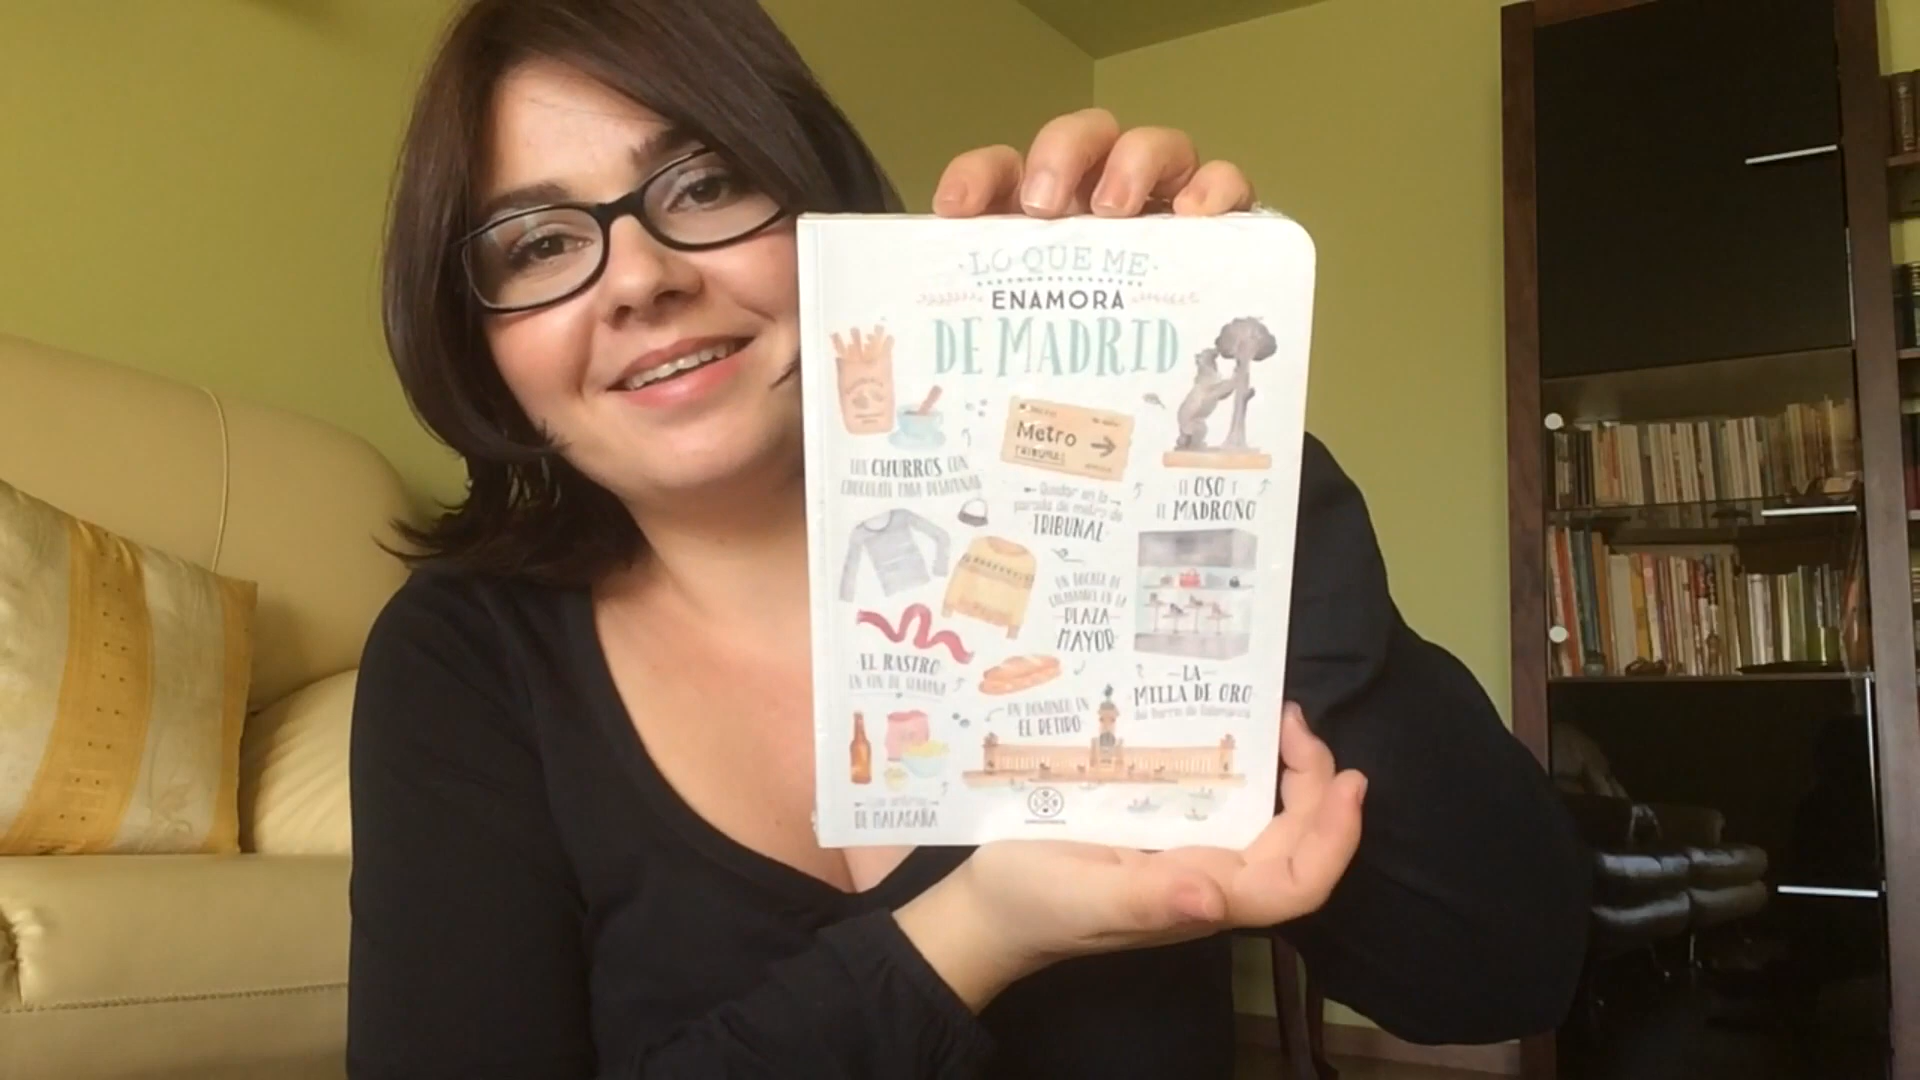 LO QUE ME
ENAMORA
DE MADRID
Metro
TRIBUNAL
LOS CHURROS CON
CHOCOLATE PARA DESAYUNAR
Quedar en la
parada de metro de
TRIBUNAL
EL OSO Y
EL MADROÑO
UN BOCATA DE
CALAMARES EN LA
PLAZA
MAYOR
EL RASTRO
EN FIN DE SEMANA
LA
MILLA DE ORO
del Barrio de Salamanca
UN DOMINGO EN
EL RETIRO
DE MALASAÑA